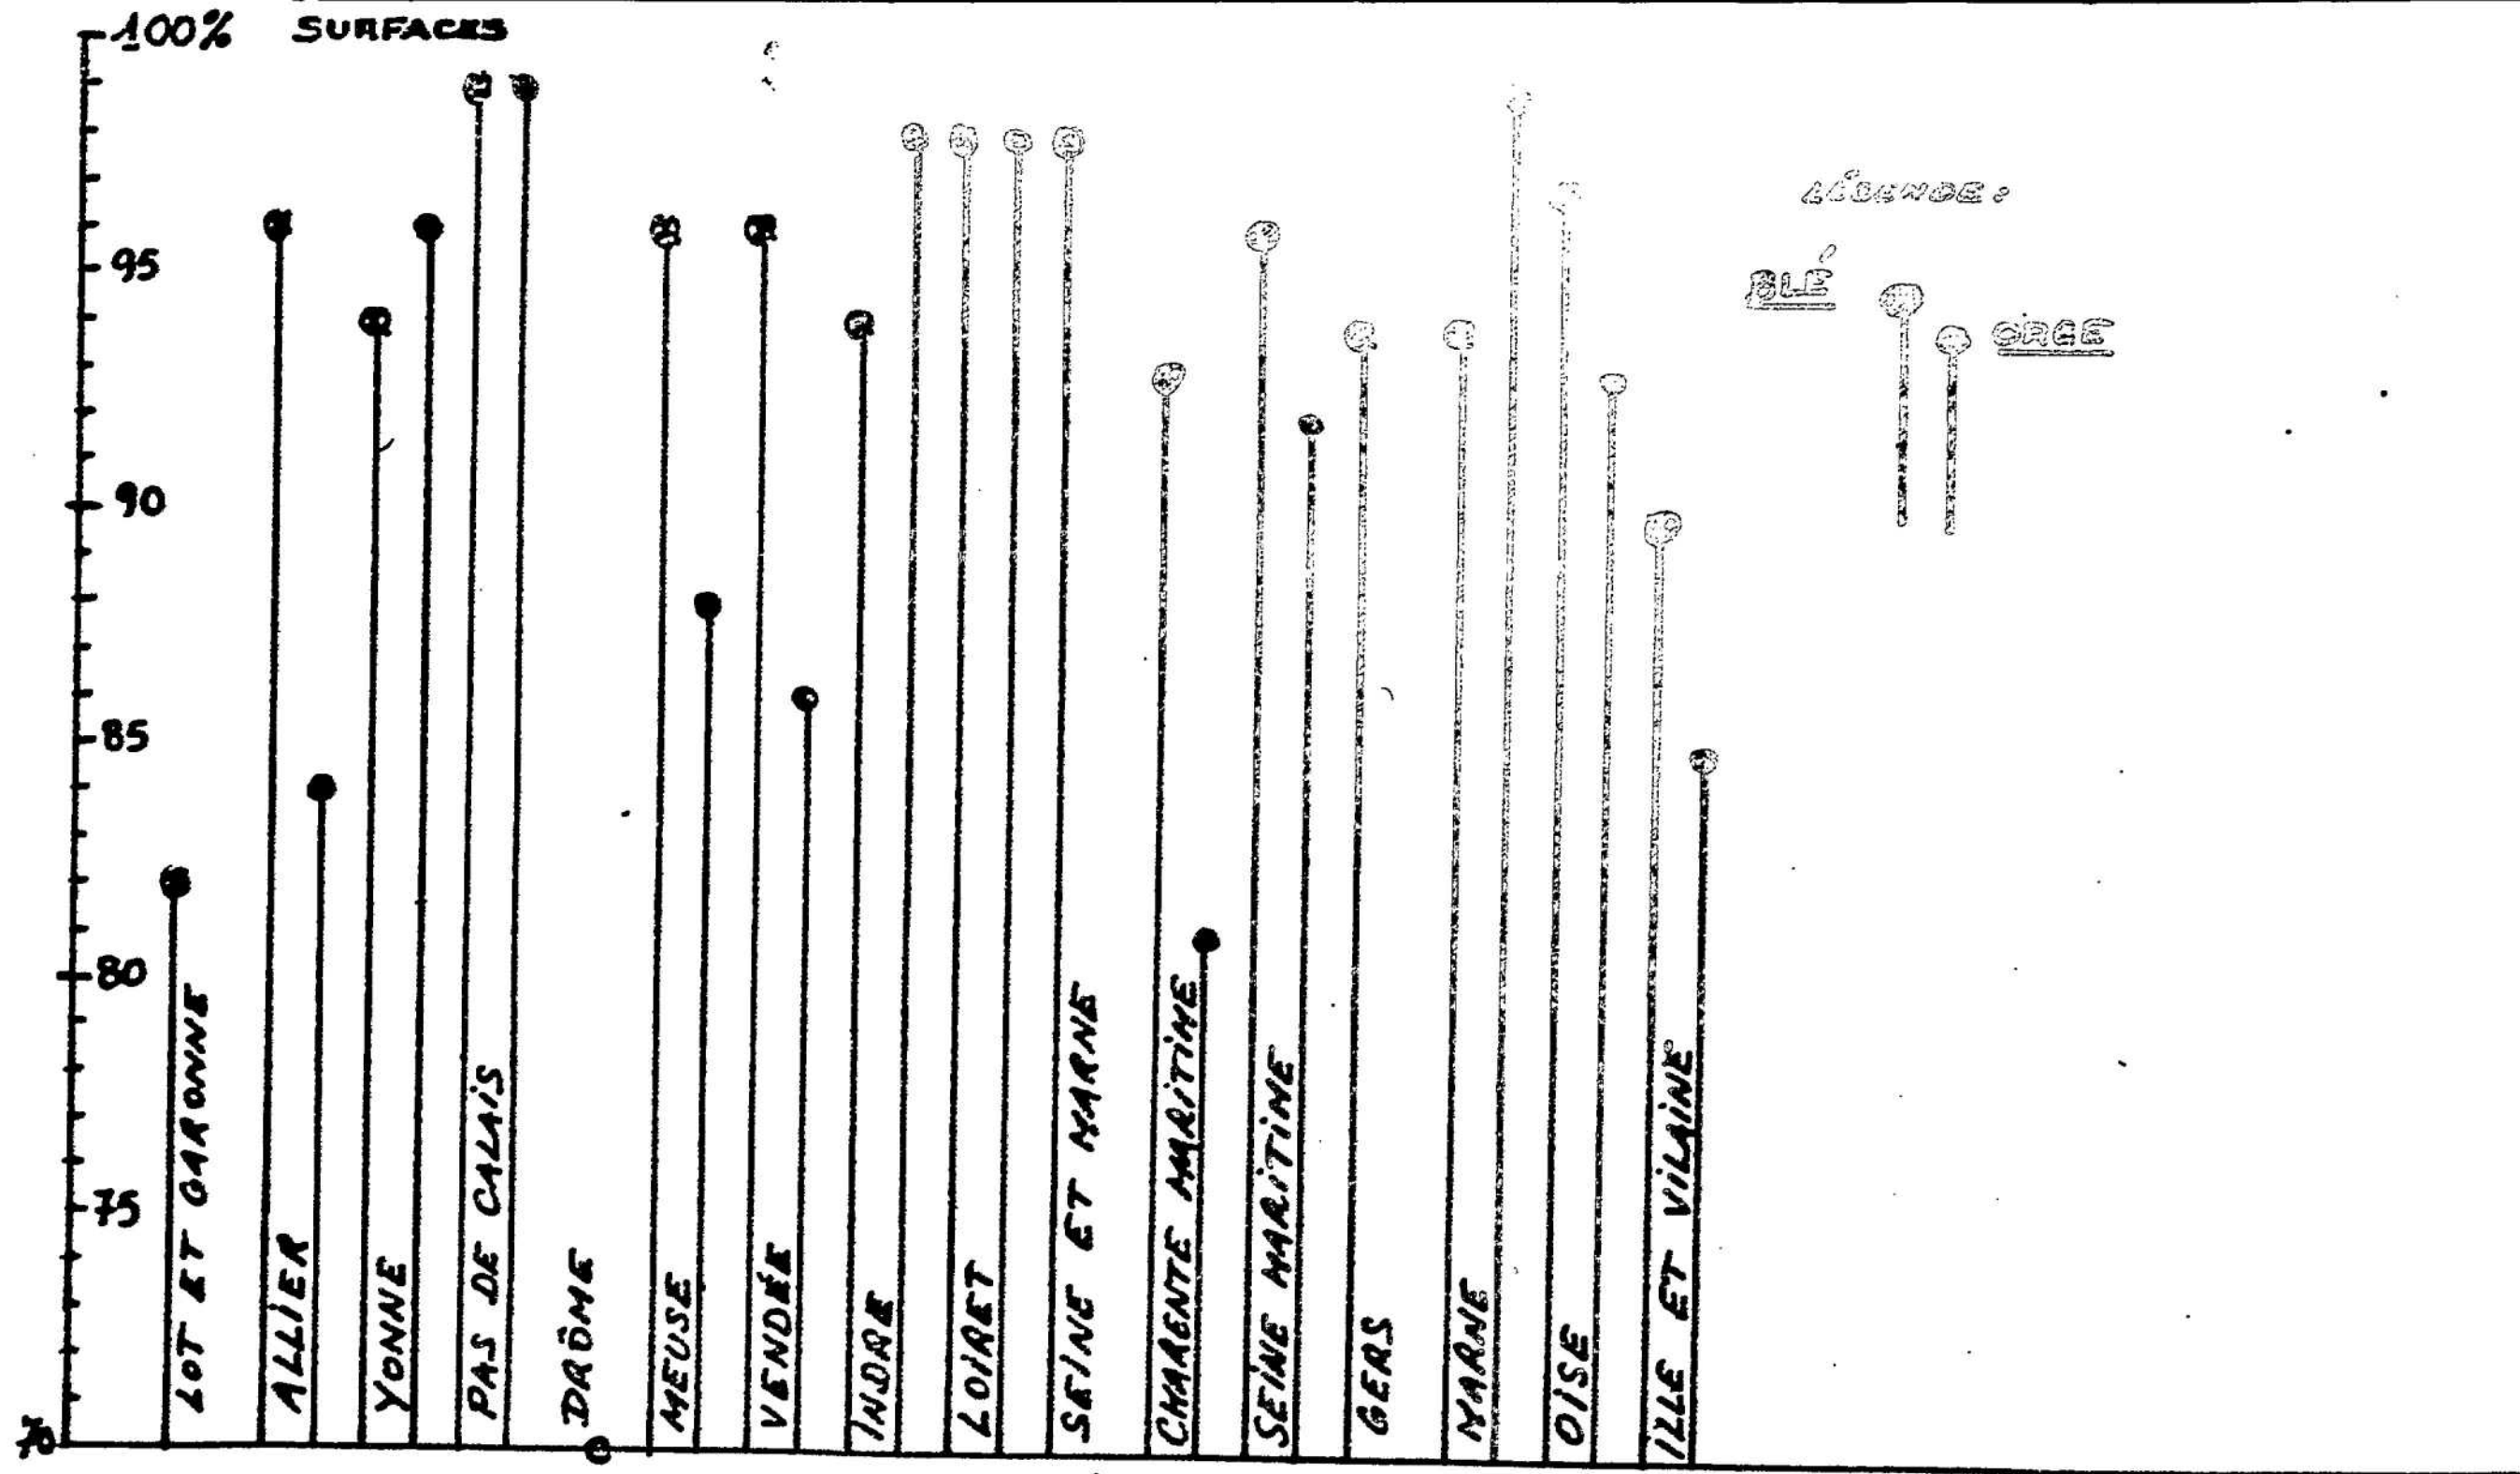 100% SURFACES
95
90
85
80
75
70
LOT ET GARONNE
ALLIER
YONNE
PAS DE CALAIS
DRÔME
MEUSE
VENDÉE
INDRE
LOIRET
SEINE ET MARNE
CHARENTE MARITIME
SEINE MARITIME
GERS
MARNE
OISE
ILLE ET VILAINE
LÉGENDE:
BLÉ
ORGE